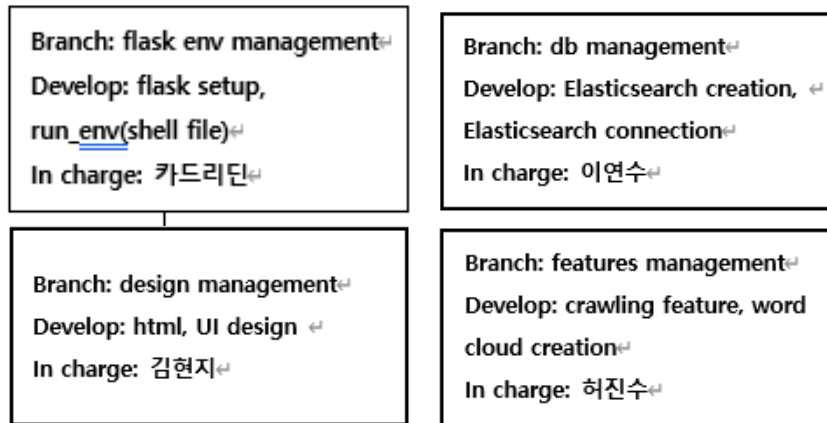 Branch: flask env management
Develop: flask setup,
run_env(shell file)
In charge: 카드리딘
Branch: db management
Develop: Elasticsearch creation,
Elasticsearch connection
In charge: 이연수
Branch: design management
Develop: html, UI design
In charge: 김현지
Branch: features management
Develop: crawling feature, word
cloud creation
In charge: 허진수